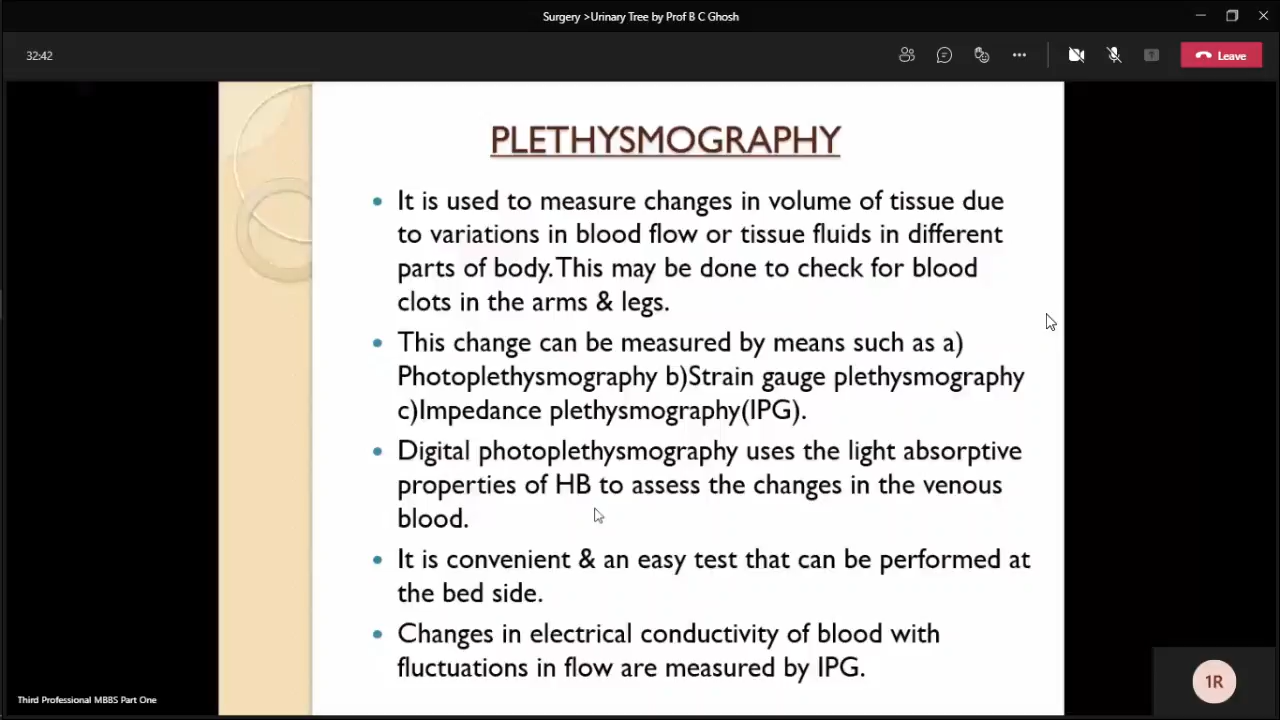 Surgery >Urinary Tree by Prof B C Ghosh
32:42
Leave
PLETHYSMOGRAPHY
• It is used to measure changes in volume of tissue due
to variations in blood flow or tissue fluids in different
parts of body. This may be done to check for blood
clots in the arms & legs.
• This change can be measured by means such as a)
Photoplethysmography b)Strain gauge plethysmography
c)Impedance plethysmography(IPG).
• Digital photoplethysmography uses the light absorptive
properties of HB to assess the changes in the venous
blood.
• It is convenient & an easy test that can be performed at
the bed side.
• Changes in electrical conductivity of blood with
fluctuations in flow are measured by IPG.
1R
Third Professional MBBS Part One